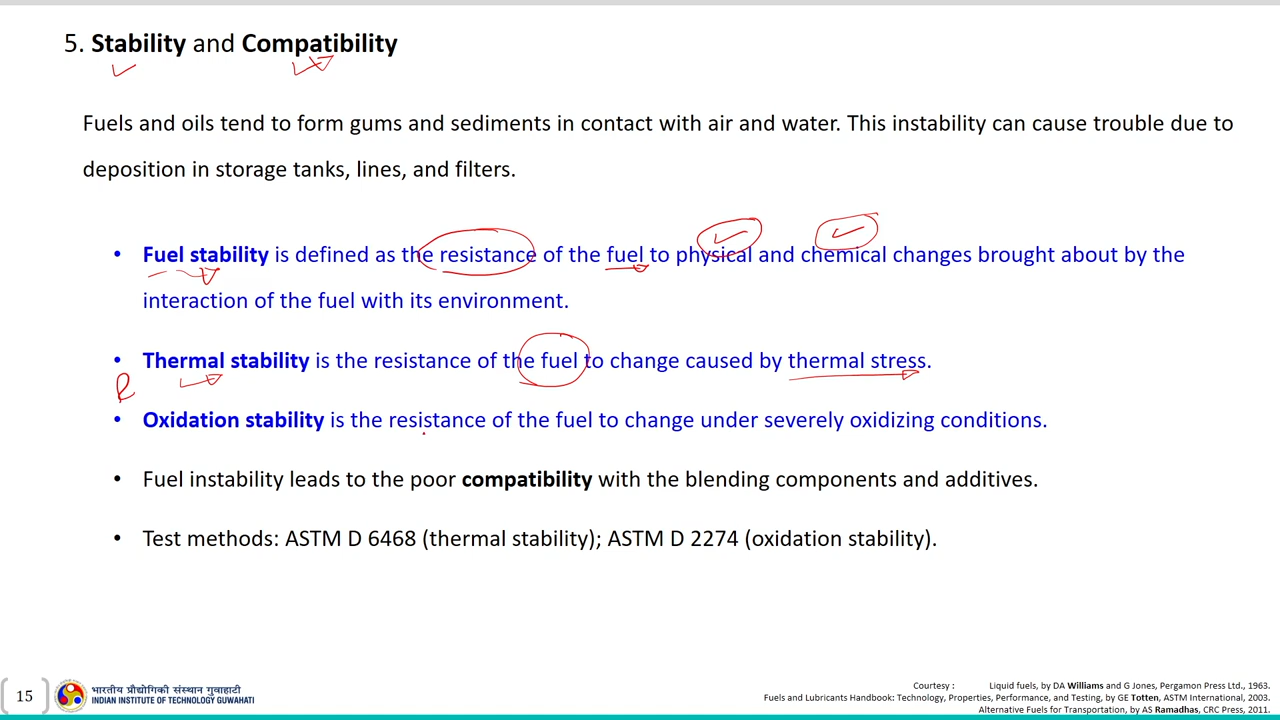 5. Stability and Compatibility
Fuels and oils tend to form gums and sediments in contact with air and water. This instability can cause trouble due to
deposition in storage tanks, lines, and filters.
• Fuel stability is defined as the resistance of the fuel to physical and chemical changes brought about by the
interaction of the fuel with its environment.
• Thermal stability is the resistance of the fuel to change caused by thermal stress.
• Oxidation stability is the resistance of the fuel to change under severely oxidizing conditions.
• Fuel instability leads to the poor compatibility with the blending components and additives.
• Test methods: ASTM D 6468 (thermal stability); ASTM D 2274 (oxidation stability).
15
भारतीय प्रौद्योगिकी संस्थान गुवाहाटी
INDIAN INSTITUTE OF TECHNOLOGY GUWAHATI
Courtesy : Liquid fuels, by DA Williams and G Jones, Pergamon Press Ltd., 1963.
Fuels and Lubricants Handbook: Technology, Properties, Performance, and Testing, by GE Totten, ASTM International, 2003.
Alternative Fuels for Transportation, by AS Ramadhas, CRC Press, 2011.